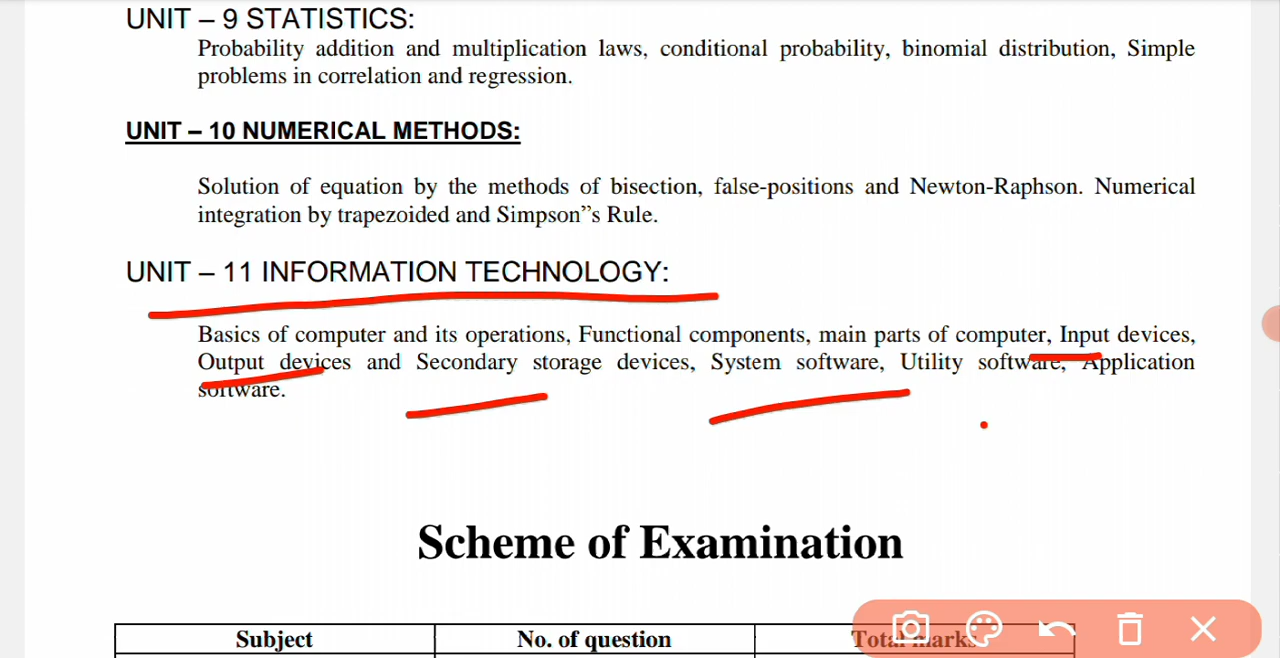 UNIT – 9 STATISTICS:
Probability addition and multiplication laws, conditional probability, binomial distribution, Simple
problems in correlation and regression.
UNIT – 10 NUMERICAL METHODS:
Solution of equation by the methods of bisection, false-positions and Newton-Raphson. Numerical
integration by trapezoided and Simpson”s Rule.
UNIT – 11 INFORMATION TECHNOLOGY:
Basics of computer and its operations, Functional components, main parts of computer, Input devices,
Output devices and Secondary storage devices, System software, Utility software, Application
software.
Scheme of Examination
Subject No. of question Total marks